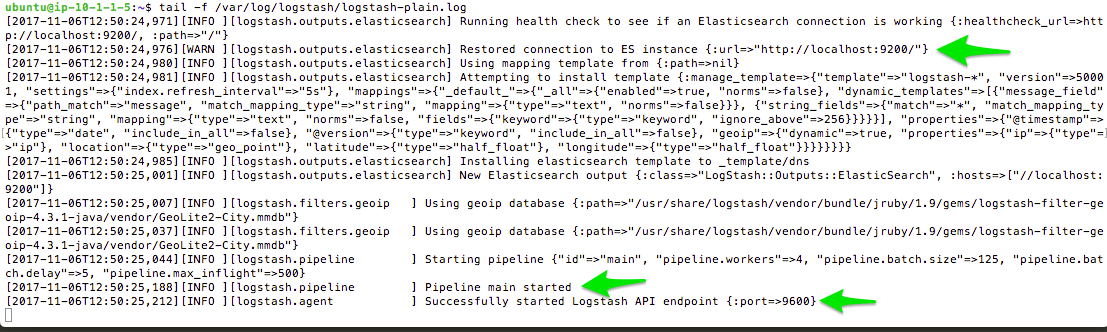 ubuntu@ip-10-1-1-5:~$ tail -f /var/log/logstash/logstash-plain.log
[2017-11-06T12:50:24,971][INFO ][logstash.outputs.elasticsearch] Running health check to see if an Elasticsearch connection is working {:healthcheck_url=>htt
p://localhost:9200/, :path=>"/"}
[2017-11-06T12:50:24,976][WARN ][logstash.outputs.elasticsearch] Restored connection to ES instance {:url=>"http://localhost:9200/"}
[2017-11-06T12:50:24,980][INFO ][logstash.outputs.elasticsearch] Using mapping template from {:path=>nil}
[2017-11-06T12:50:24,981][INFO ][logstash.outputs.elasticsearch] Attempting to install template {:manage_template=>{"template"=>"logstash-*", "version"=>5000
1, "settings"=>{"index.refresh_interval"=>"5s"}, "mappings"=>{"_default_"=>{"_all"=>{"enabled"=>true, "norms"=>false}, "dynamic_templates"=>[{"message_field"
=>{"path_match"=>"message", "match_mapping_type"=>"string", "mapping"=>{"type"=>"text", "norms"=>false}}}, {"string_fields"=>{"match"=>"*", "match_mapping_ty
pe"=>"string", "mapping"=>{"type"=>"text", "norms"=>false, "fields"=>{"keyword"=>{"type"=>"keyword", "ignore_above"=>256}}}}}], "properties"=>{"@timestamp"=>
{"type"=>"date", "include_in_all"=>false}, "@version"=>{"type"=>"keyword", "include_in_all"=>false}, "geoip"=>{"dynamic"=>true, "properties"=>{"ip"=>{"type"=
>"ip"}, "location"=>{"type"=>"geo_point"}, "latitude"=>{"type"=>"half_float"}, "longitude"=>{"type"=>"half_float"}}}}}}}}
[2017-11-06T12:50:24,985][INFO ][logstash.outputs.elasticsearch] Installing elasticsearch template to _template/dns
[2017-11-06T12:50:25,001][INFO ][logstash.outputs.elasticsearch] New Elasticsearch output {:class=>"LogStash::Outputs::ElasticSearch", :hosts=>["//localhost:
9200"]}
[2017-11-06T12:50:25,007][INFO ][logstash.filters.geoip   ] Using geoip database {:path=>"/usr/share/logstash/vendor/bundle/jruby/1.9/gems/logstash-filter-ge
oip-4.3.1-java/vendor/GeoLite2-City.mmdb"}
[2017-11-06T12:50:25,037][INFO ][logstash.filters.geoip   ] Using geoip database {:path=>"/usr/share/logstash/vendor/bundle/jruby/1.9/gems/logstash-filter-ge
oip-4.3.1-java/vendor/GeoLite2-City.mmdb"}
[2017-11-06T12:50:25,044][INFO ][logstash.pipeline        ] Starting pipeline {"id"=>"main", "pipeline.workers"=>4, "pipeline.batch.size"=>125, "pipeline.bat
ch.delay"=>5, "pipeline.max_inflight"=>500}
[2017-11-06T12:50:25,188][INFO ][logstash.pipeline        ] Pipeline main started
[2017-11-06T12:50:25,212][INFO ][logstash.agent           ] Successfully started Logstash API endpoint {:port=>9600}